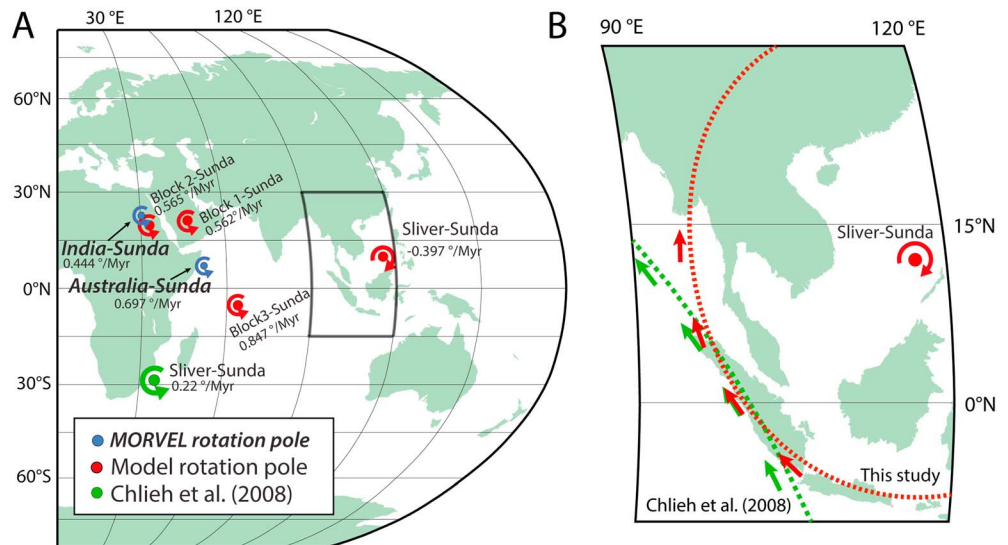 A
30 °E
120 °E
60°N
30°N
0°N
30°S
60°S
Block 2-Sunda
0.565 °/Myr
Block 1-Sunda
0.562°/Myr
India-Sunda
0.444 °/Myr
Australia-Sunda
0.697 °/Myr
Block3-Sunda
0.847°/Myr
Sliver-Sunda
-0.397 °/Myr
Sliver-Sunda
0.22 °/Myr
MORVEL rotation pole
Model rotation pole
Chlieh et al. (2008)
B
90 °E
120 °E
15°N
0°N
Sliver-Sunda
This study
Chlieh et al. (2008)